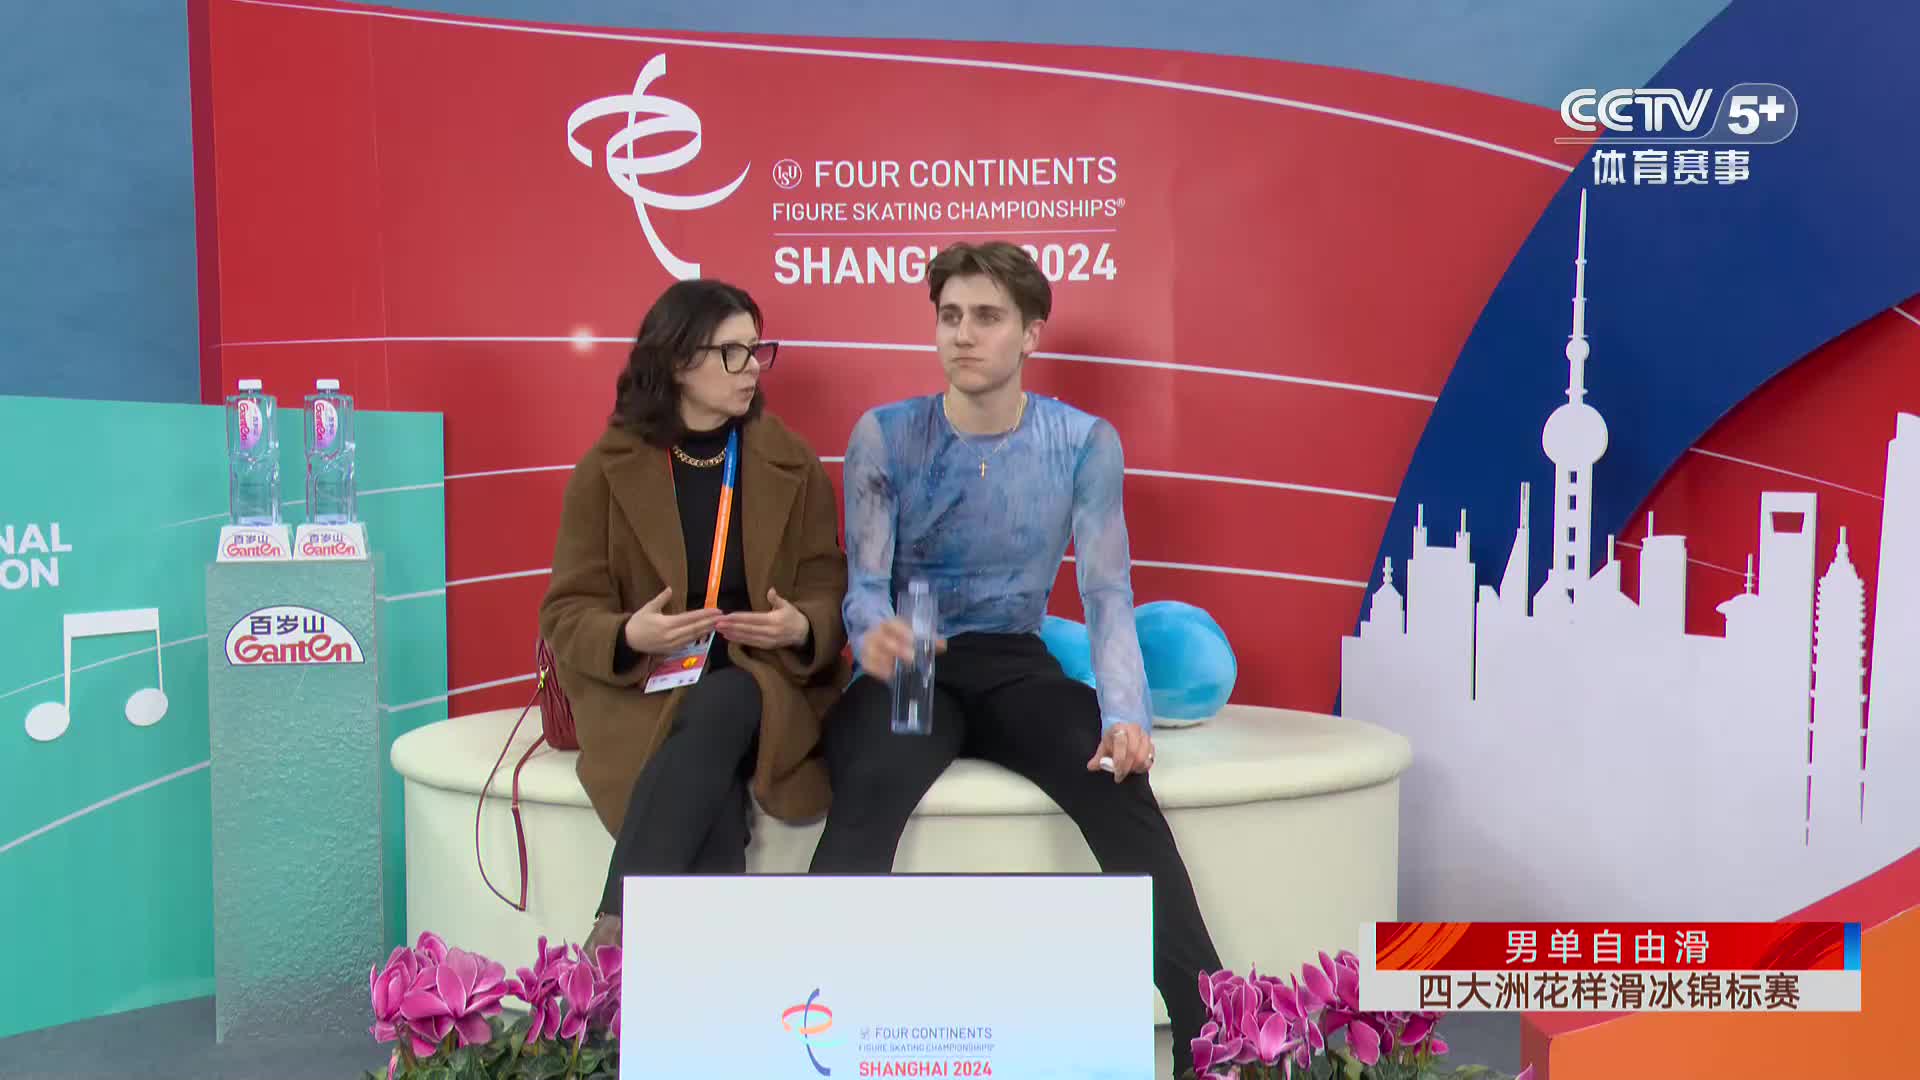 CCTV 5+
体育赛事
ISU FOUR CONTINENTS
FIGURE SKATING CHAMPIONSHIPS®
SHANG 2024
NAL
ON
百岁山
Ganten
百岁山
Ganten
百岁山
Ganten
男单自由滑
四大洲花样滑冰锦标赛
FOUR CONTINENTS
FIGURE SKATING CHAMPIONSHIPS
SHANGHAI 2024